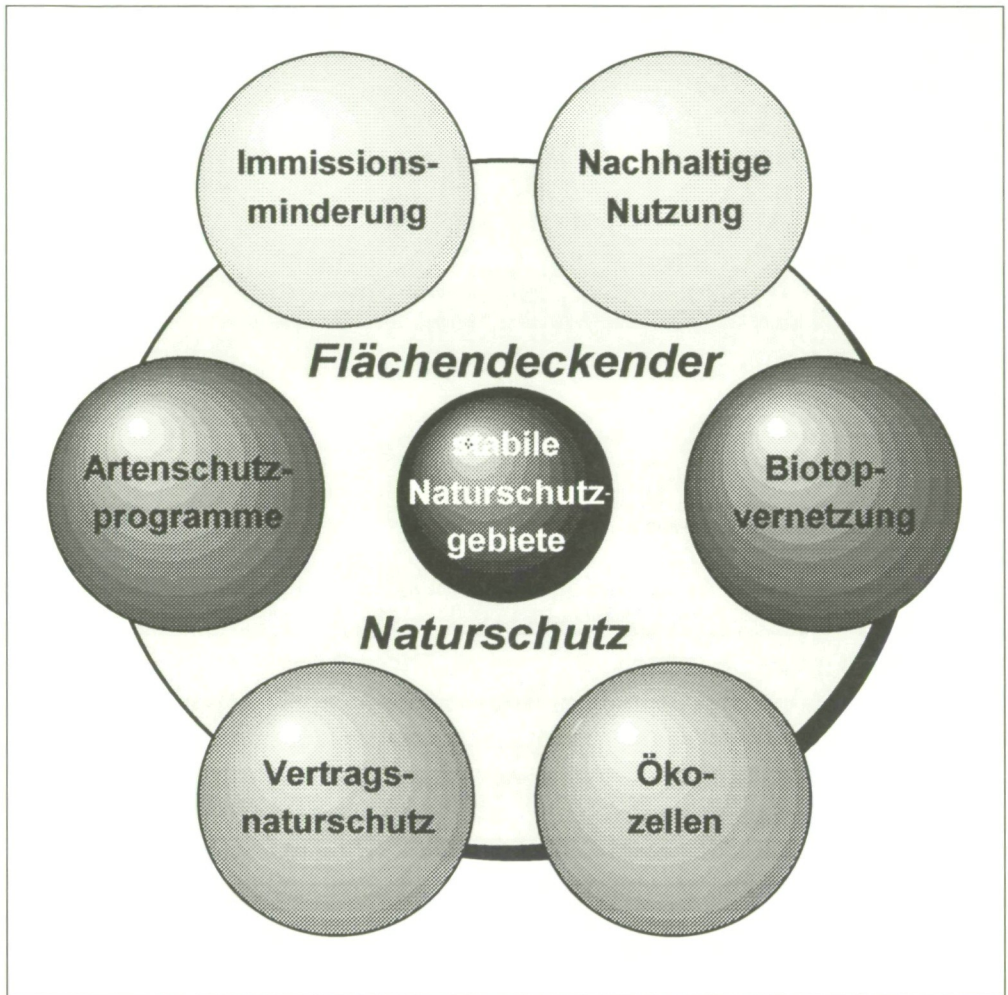 Immissions-
minderung
Nachhaltige
Nutzung
Flächendeckender
Artenschutz-
programme
stabile
Naturschutz-
gebiete
Biotop-
vernetzung
Naturschutz
Vertrags-
naturschutz
Öko-
zellen